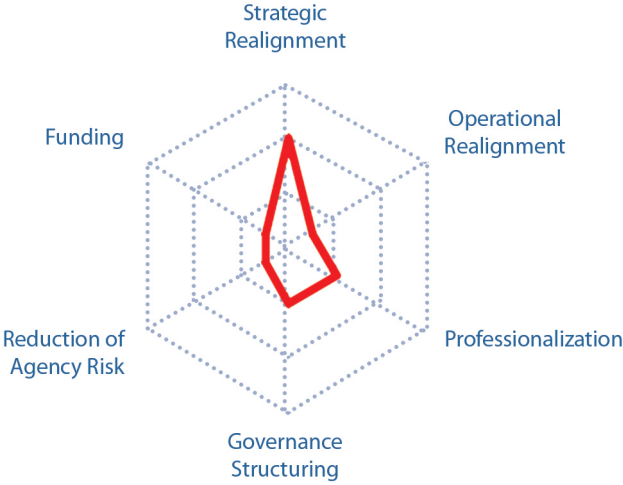 Strategic
Realignment
Operational
Realignment
Professionalization
Governance
Structuring
Reduction of
Agency Risk
Funding